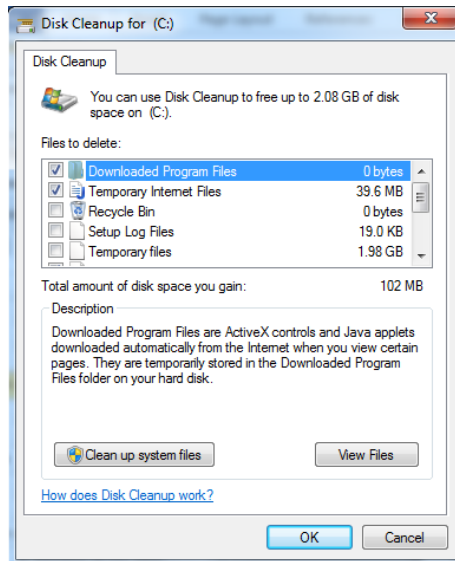 Disk Cleanup for (C:)
Disk Cleanup
You can use Disk Cleanup to free up to 2.08 GB of disk
space on (C:).
Files to delete:
Downloaded Program Files 0 bytes
Temporary Internet Files 39.6 MB
Recycle Bin 0 bytes
Setup Log Files 19.0 KB
Temporary files 1.98 GB
Total amount of disk space you gain: 102 MB
Description
Downloaded Program Files are ActiveX controls and Java applets
downloaded automatically from the Internet when you view certain
pages. They are temporarily stored in the Downloaded Program
Files folder on your hard disk.
Clean up system files View Files
How does Disk Cleanup work?
OK Cancel